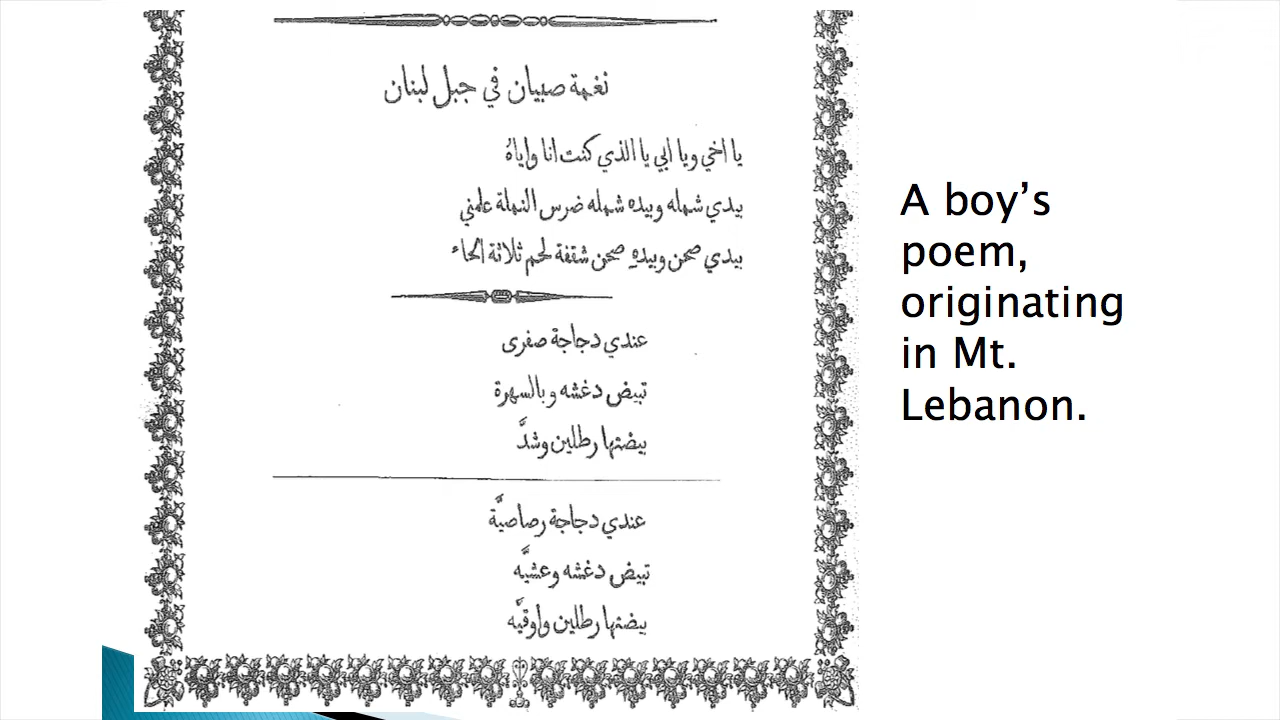 نغمة صبيان في جبل لبنان
يا اخي ويا ابي يا الذي كنت انا واياهُ
بيدي شمله وبيده شمله ضرس النملة علمني
بيدي صحن وبيدهِ صحن شقفة لحم ثلاثة الحاء
عندي دجاجة صفرى
تبيض دغشه وبالسهرة
بيضتها رطلين وشدَّ
عندي دجاجة رصاصيَّة
تبيض دغشه وعشيَّه
بيضتها رطلين واوقيَّه
A boy’s
poem,
originating
in Mt.
Lebanon.